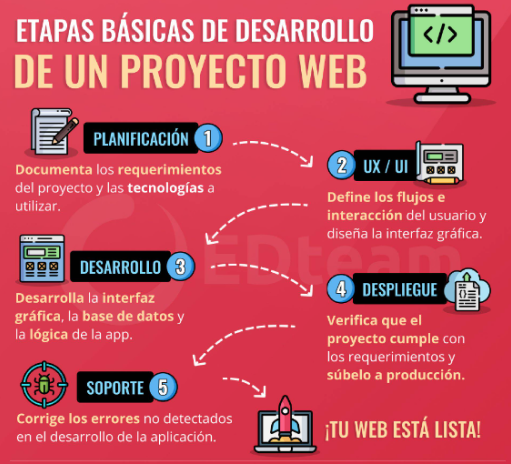 ETAPAS BÁSICAS DE DESARROLLO
DE UN PROYECTO WEB
</>
PLANIFICACIÓN 1
Documenta los requerimientos
del proyecto y las tecnologías a
utilizar.
2 UX / UI
Define los flujos e
interacción del usuario y
diseña la interfaz gráfica.
EDteam
DESARROLLO 3
Desarrolla la interfaz
gráfica, la base de datos y
la lógica de la app.
4 DESPLIEGUE
Verifica que el
proyecto cumple con
los requerimientos y
súbelo a producción.
SOPORTE 5
Corrige los errores no detectados
en el desarrollo de la aplicación.
¡TU WEB ESTÁ LISTA!